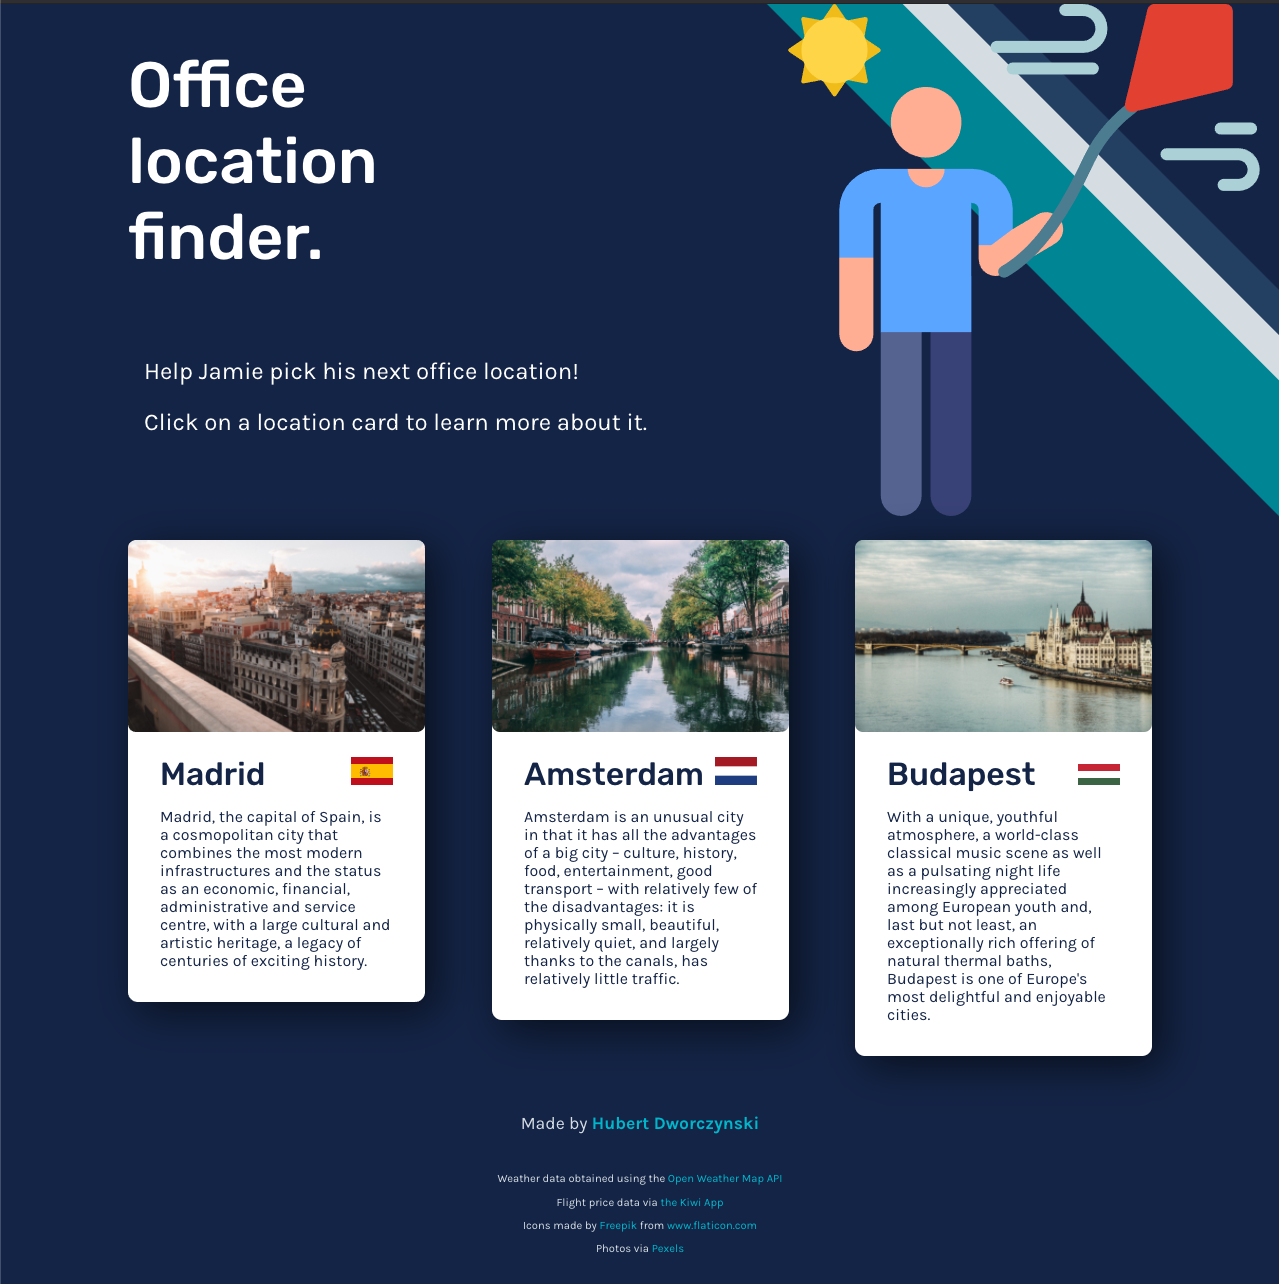 Office
location
finder.
Help Jamie pick his next office location!
Click on a location card to learn more about it.
Madrid
Madrid, the capital of Spain, is
a cosmopolitan city that
combines the most modern
infrastructures and the status
as an economic, financial,
administrative and service
centre, with a large cultural and
artistic heritage, a legacy of
centuries of exciting history.
Amsterdam
Amsterdam is an unusual city
in that it has all the advantages
of a big city – culture, history,
food, entertainment, good
transport – with relatively few of
the disadvantages: it is
physically small, beautiful,
relatively quiet, and largely
thanks to the canals, has
relatively little traffic.
Budapest
With a unique, youthful
atmosphere, a world-class
classical music scene as well
as a pulsating night life
increasingly appreciated
among European youth and,
last but not least, an
exceptionally rich offering of
natural thermal baths,
Budapest is one of Europe's
most delightful and enjoyable
cities.
Made by Hubert Dworczynski
Weather data obtained using the Open Weather Map API
Flight price data via the Kiwi App
Icons made by Freepik from www.flaticon.com
Photos via Pexels